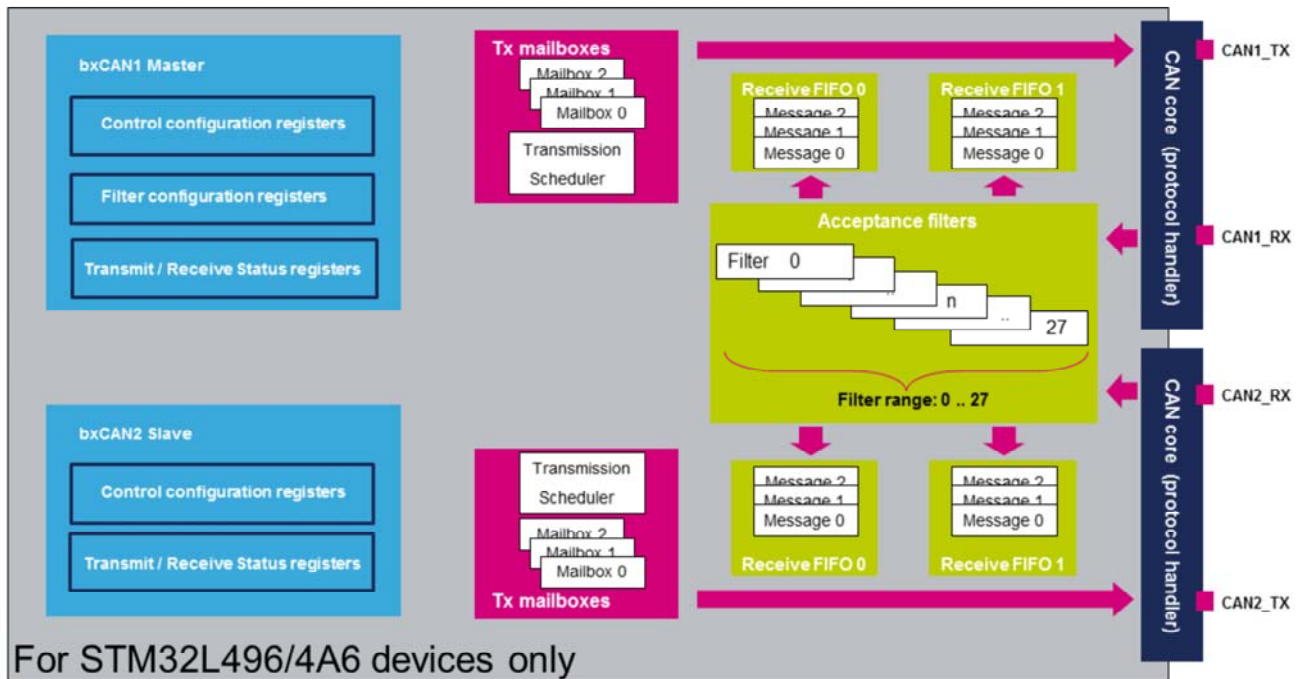 bxCAN1 Master
Control configuration registers
Filter configuration registers
Transmit / Receive Status registers
Tx mailboxes
Mailbox 2
Mailbox 1
Mailbox 0
Transmission
Scheduler
Receive FIFO 0
Message 2
Message 1
Message 0
Receive FIFO 1
Message 2
Message 1
Message 0
Acceptance filters
Filter 0
..
n
..
27
Filter range: 0 .. 27
CAN core (protocol handler)
CAN1_TX
CAN1_RX
bxCAN2 Slave
Control configuration registers
Transmit / Receive Status registers
Transmission
Scheduler
Mailbox 2
Mailbox 1
Mailbox 0
Tx mailboxes
Message 2
Message 1
Message 0
Receive FIFO 0
Message 2
Message 1
Message 0
Receive FIFO 1
CAN core (protocol handler)
CAN2_RX
CAN2_TX
For STM32L496/4A6 devices only